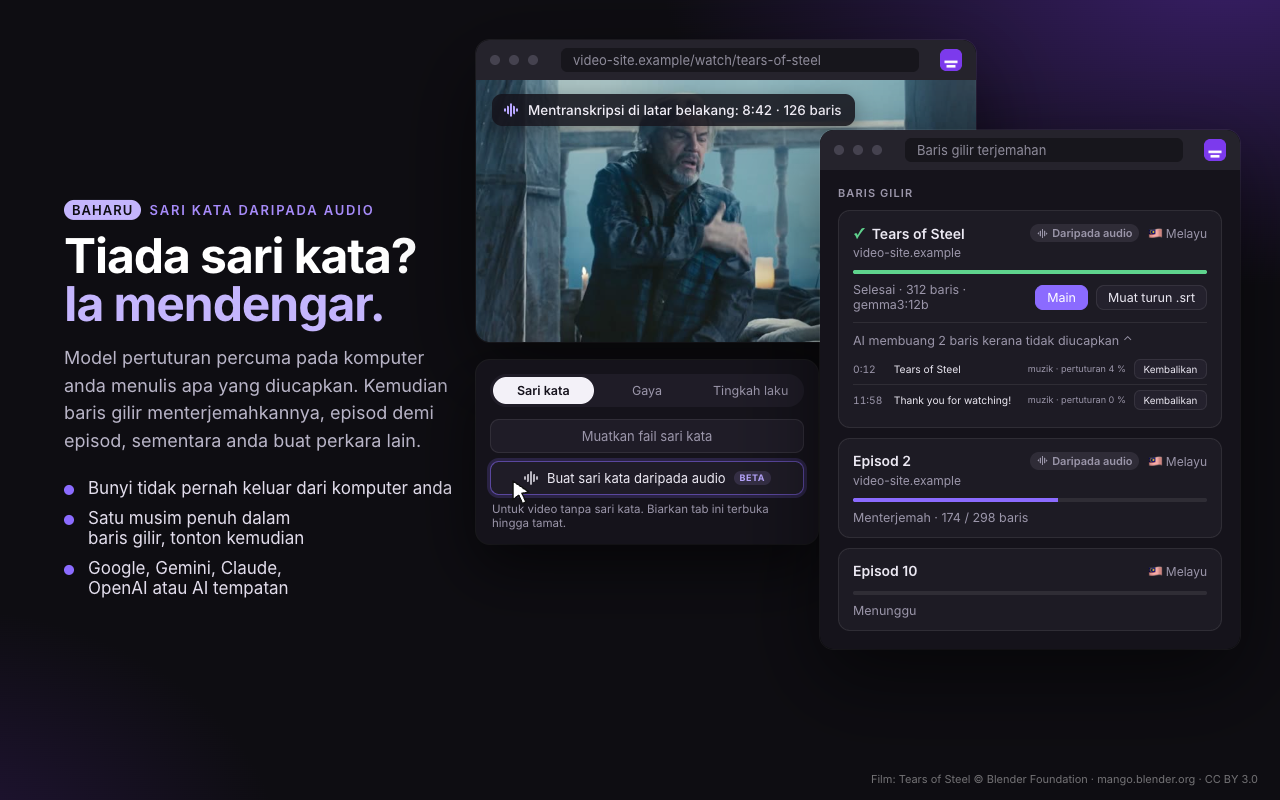 BAHARU SARI KATA DARIPADA AUDIO
Tiada sari kata?
Ia mendengar.
Model pertuturan percuma pada komputer
anda menulis apa yang diucapkan. Kemudian
baris gilir menterjemahkannya, episod demi
episod, sementara anda buat perkara lain.
Bunyi tidak pernah keluar dari komputer anda
Satu musim penuh dalam
baris gilir, tonton kemudian
Google, Gemini, Claude,
OpenAI atau AI tempatan
video-site.example/watch/tears-of-steel
Mentranskripsi di latar belakang: 8:42 · 126 baris
Sari kata Gaya Tingkah laku
Muatkan fail sari kata
Buat sari kata daripada audio BETA
Untuk video tanpa sari kata. Biarkan tab ini terbuka
hingga tamat.
Baris gilir terjemahan
BARIS GILIR
✓ Tears of Steel Daripada audio 🇲🇾 Melayu
video-site.example
Selesai · 312 baris ·
gemma3:12b
Main Muat turun .srt
AI membuang 2 baris kerana tidak diucapkan ^
0:12 Tears of Steel muzik · pertuturan 4 % Kembalikan
11:58 Thank you for watching! muzik · pertuturan 0 % Kembalikan
Episod 2 Daripada audio 🇲🇾 Melayu
video-site.example
Menterjemah · 174 / 298 baris
Episod 10 🇲🇾 Melayu
Menunggu
Film: Tears of Steel © Blender Foundation · mango.blender.org · CC BY 3.0